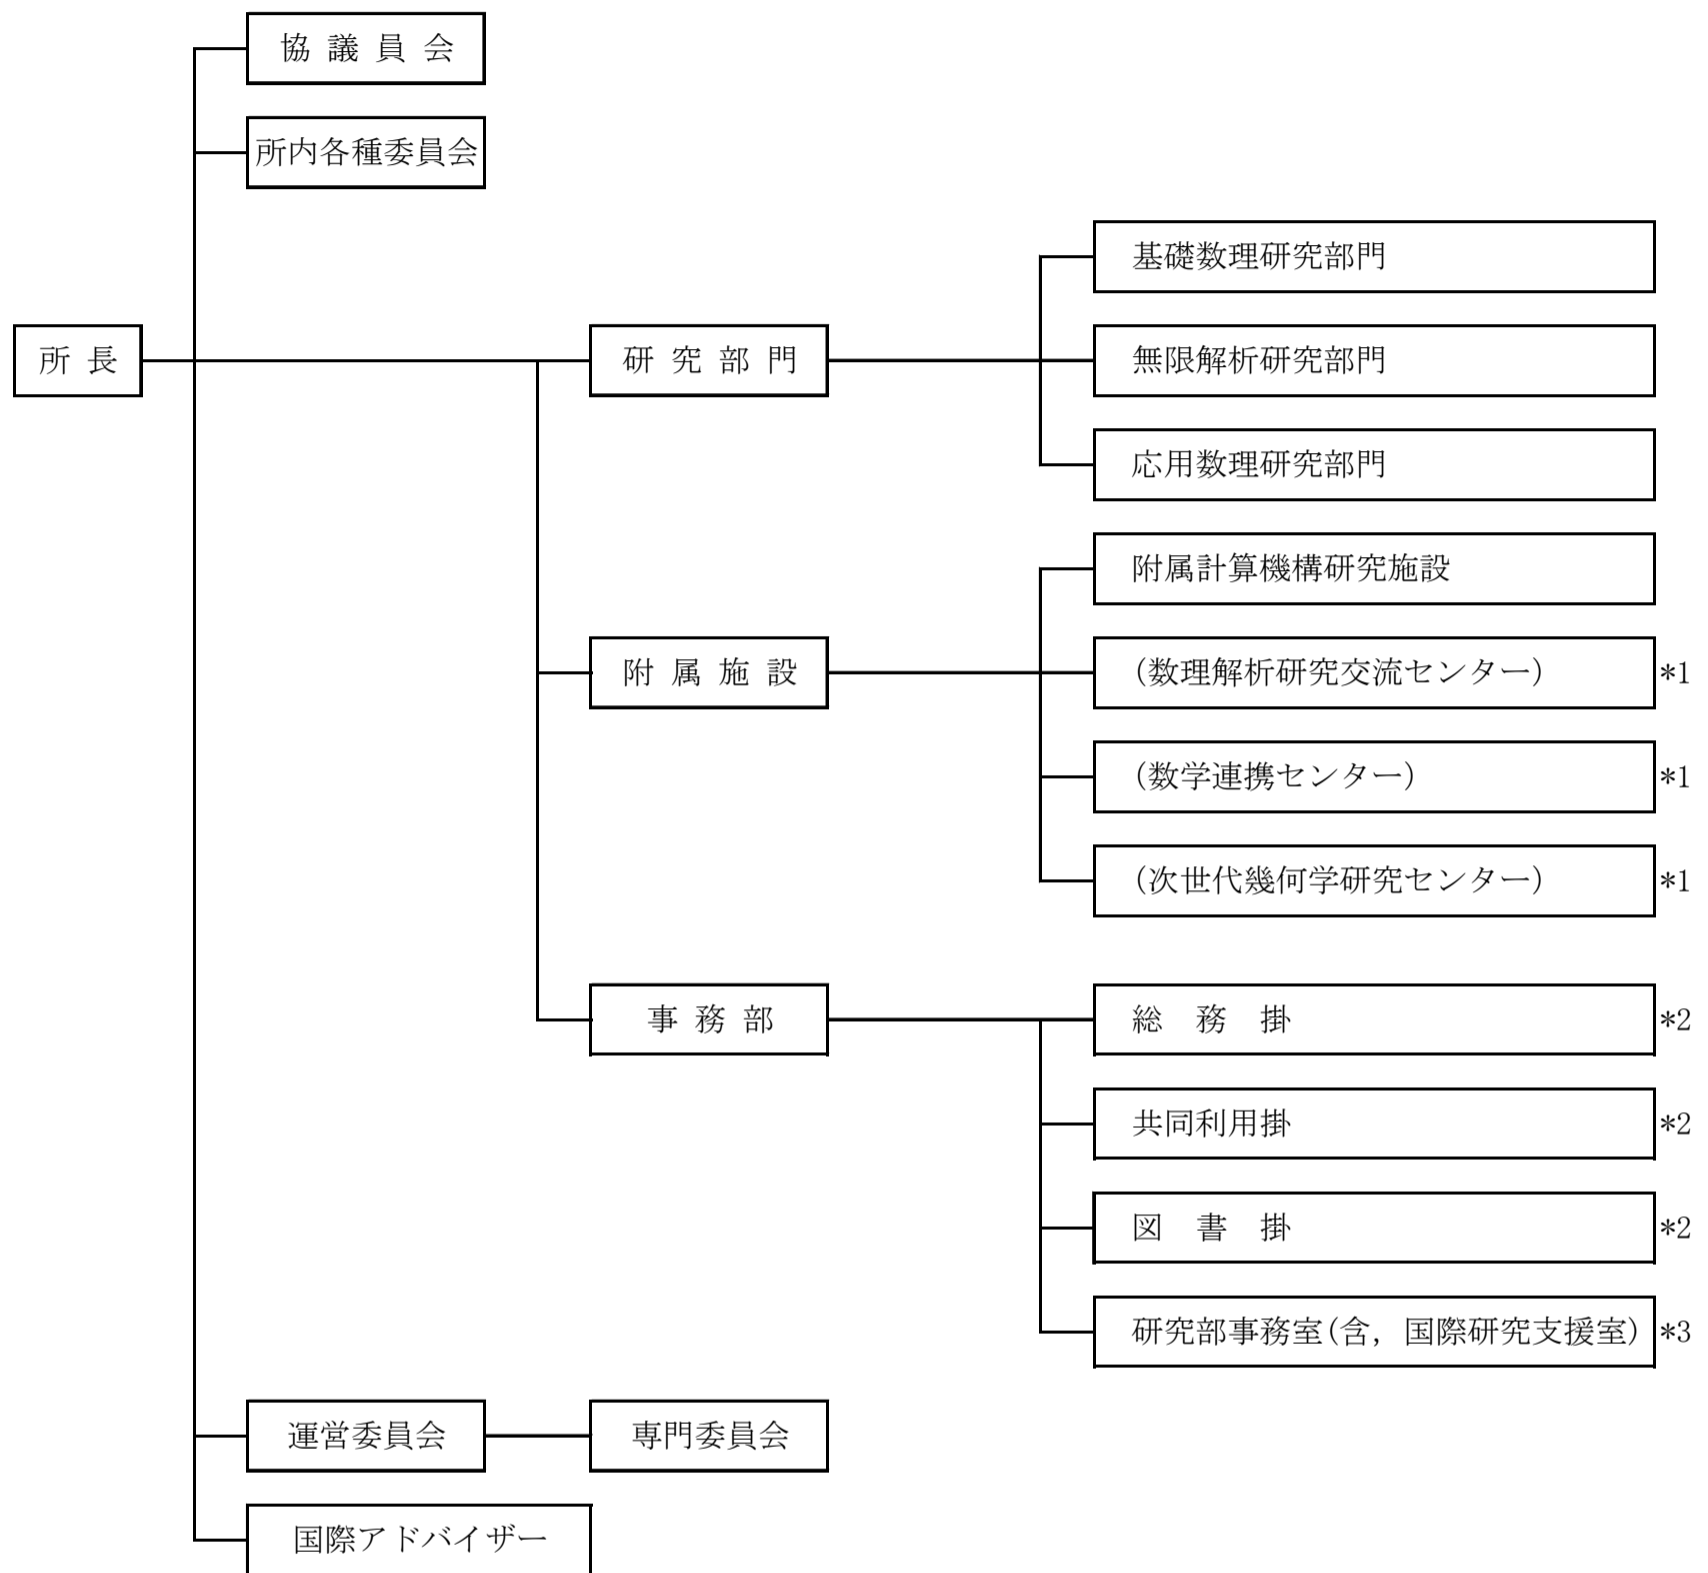 協 議 員 会
所内各種委員会
基礎数理研究部門
所 長
研 究 部 門
無限解析研究部門
応用数理研究部門
附属計算機構研究施設
附 属 施 設
(数理解析研究交流センター) *1
(数学連携センター) *1
(次世代幾何学研究センター) *1
事 務 部
総　務　掛 *2
共同利用掛 *2
図　書　掛 *2
研究部事務室(含, 国際研究支援室) *3
運営委員会
専門委員会
国際アドバイザー